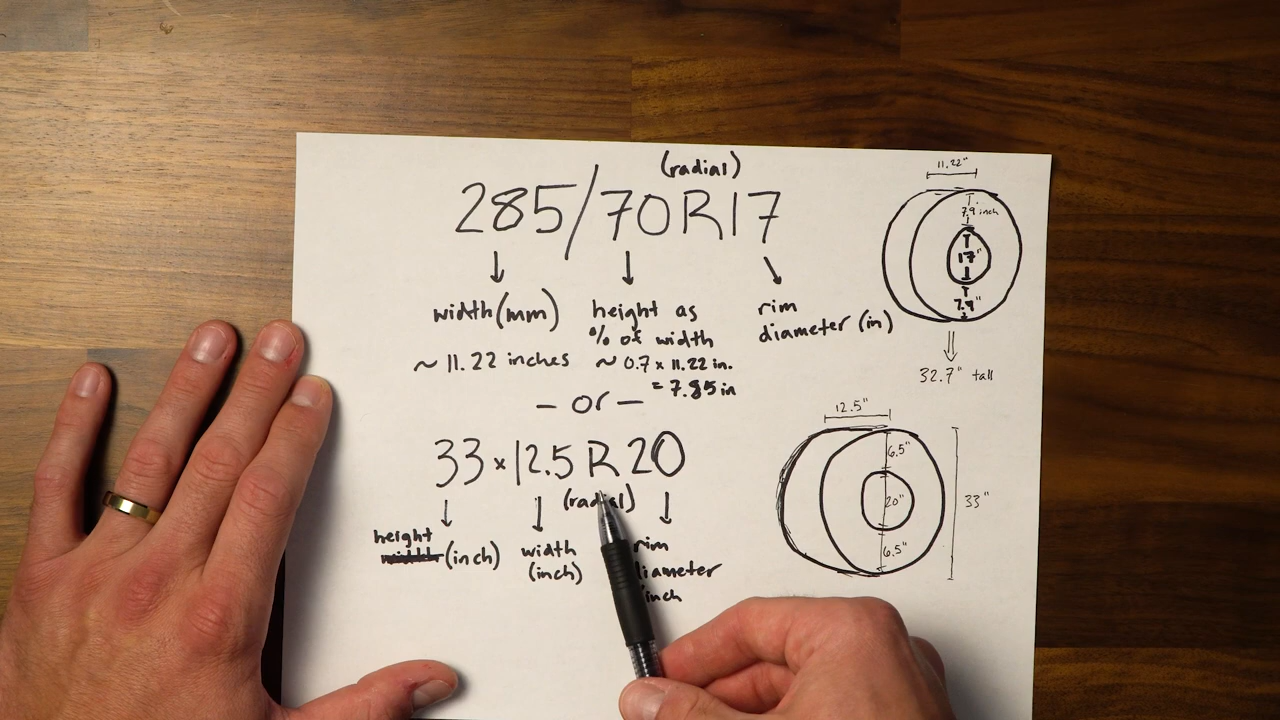 (radial)
285/70R17
width (mm)
height as
% of width
rim
diameter (in)
~ 11.22 inches
~ 0.7 x 11.22 in.
= 7.85 in
11.22"
7.9 inch
17"
7.9"
32.7" tall
- or -
33 x 12.5 R 20
(radial)
height
(inch)
width
(inch)
rim
diameter
inch
12.5"
6.5"
20"
6.5"
33"